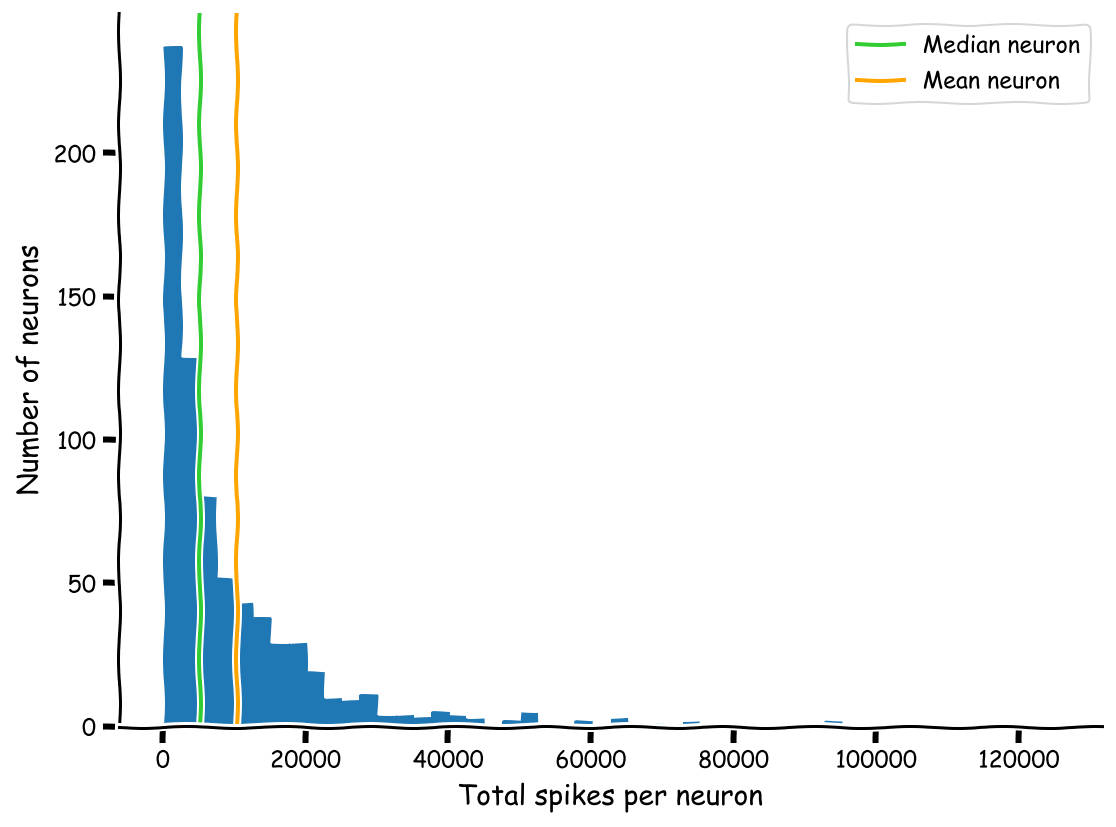 Median neuron
Mean neuron
200
150
100
50
0
Number of neurons
0 20000 40000 60000 80000 100000 120000
Total spikes per neuron